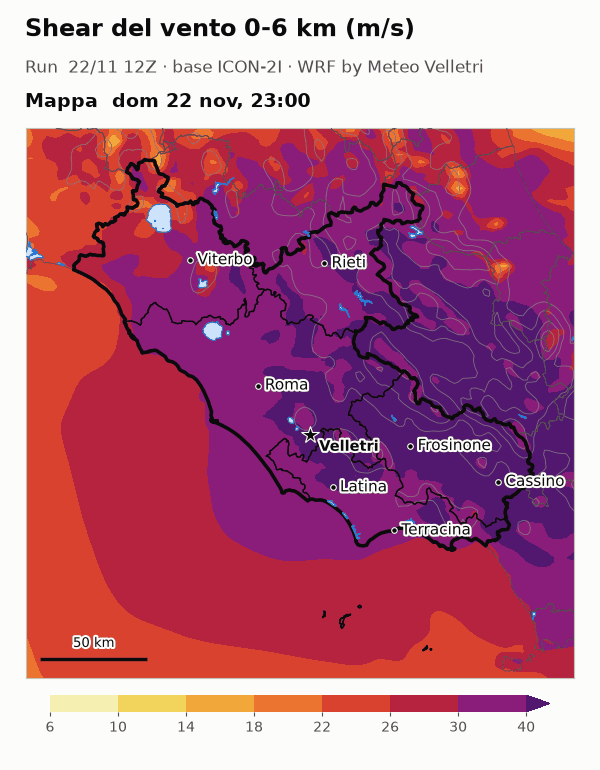 Shear del vento 0-6 km (m/s)
Run 22/11 12Z · base ICON-2I · WRF by Meteo Velletri
Mappa dom 22 nov, 23:00
Viterbo
Rieti
Roma
Velletri
Frosinone
Cassino
Latina
Terracina
50 km
6 10 14 18 22 26 30 40